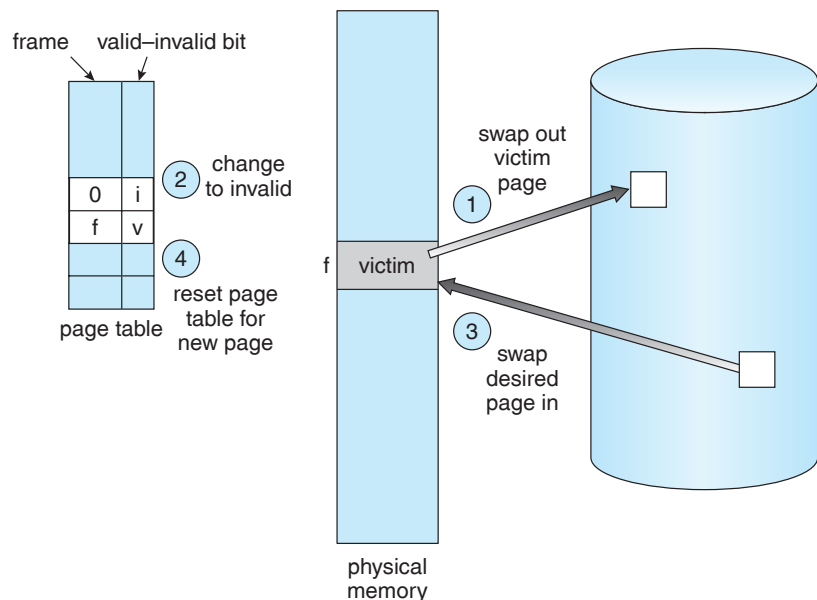 frame
valid–invalid bit
0
i
f
v
2
change
to invalid
4
reset page
table for
new page
page table
f
victim
physical
memory
swap out
victim
page
1
3
swap
desired
page in